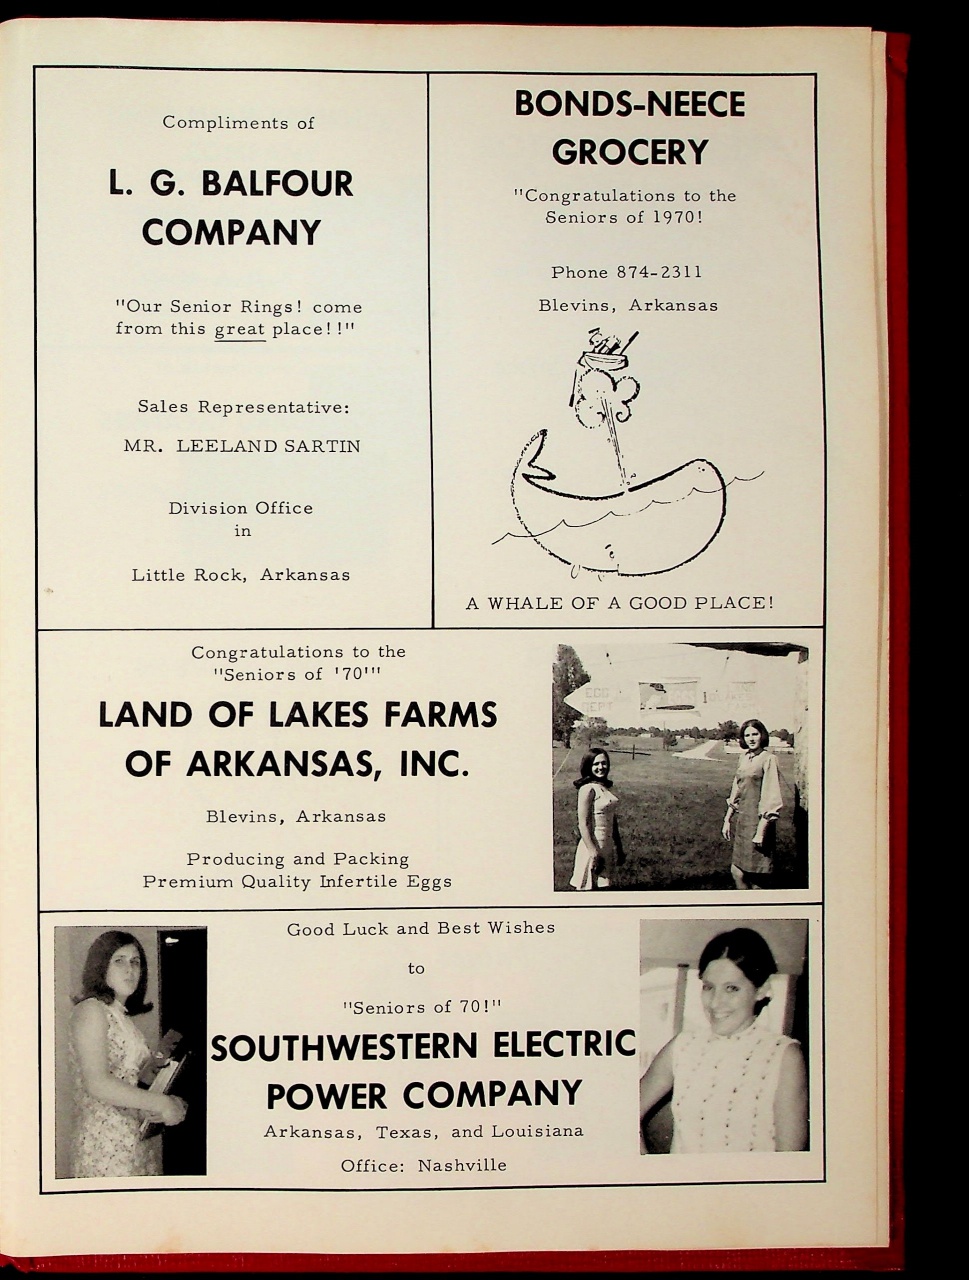 Compliments of
L. G. BALFOUR
COMPANY
"Our Senior Rings! come
from this great place!!"
Sales Representative:
MR. LEELAND SARTIN
Division Office
in
Little Rock, Arkansas
BONDS-NEECE
GROCERY
"Congratulations to the
Seniors of 1970!
Phone 874-2311
Blevins, Arkansas
A WHALE OF A GOOD PLACE!
Congratulations to the
"Seniors of '70'"
LAND OF LAKES FARMS
OF ARKANSAS, INC.
Blevins, Arkansas
Producing and Packing
Premium Quality Infertile Eggs
EGG
DEPT
Good Luck and Best Wishes
to
"Seniors of 70!"
SOUTHWESTERN ELECTRIC
POWER COMPANY
Arkansas, Texas, and Louisiana
Office: Nashville